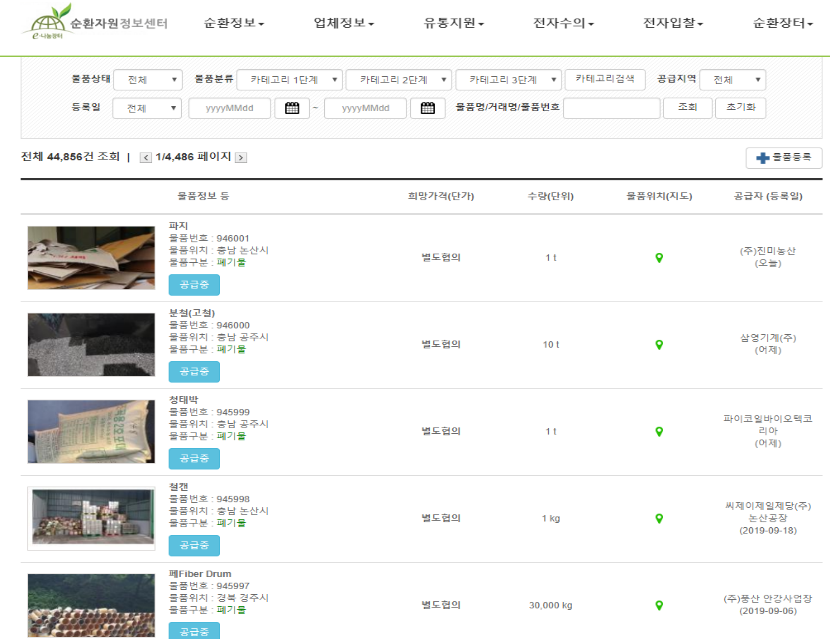 순환자원정보센터
e-나눔장터
순환정보 업체정보 유통지원 전자수의 전자입찰 순환장터
물품상태 전체 물품분류 카테고리 1단계 카테고리 2단계 카테고리 3단계 카테고리검색 공급지역 전체
등록일 전체 yyyyMMdd ~ yyyyMMdd 물품명/거래명/물품번호 조회 초기화
전체 44,856건 조회 | < 1/4,486 페이지 > 물품등록
물품정보 등 희망가격(단가) 수량(단위) 물품위치(지도) 공급자 (등록일)
파지
물품번호 : 946001
물품위치 : 충남 논산시
물품구분 : 폐기물
공급중
별도협의 1 t
(주)진미농산
(오늘)
분철(고철)
물품번호 : 946000
물품위치 : 충남 공주시
물품구분 : 폐기물
공급중
별도협의 10 t
삼영기계(주)
(어제)
청태박
물품번호 : 945999
물품위치 : 충남 공주시
물품구분 : 폐기물
공급중
별도협의 1 t
파이코일바이오텍코
리아
(어제)
철캔
물품번호 : 945998
물품위치 : 충남 논산시
물품구분 : 폐기물
공급중
별도협의 1 kg
씨제이제일제당(주)
논산공장
(2019-09-18)
폐Fiber Drum
물품번호 : 945997
물품위치 : 경북 경주시
물품구분 : 폐기물
공급중
별도협의 30,000 kg
(주)풍산 안강사업장
(2019-09-06)